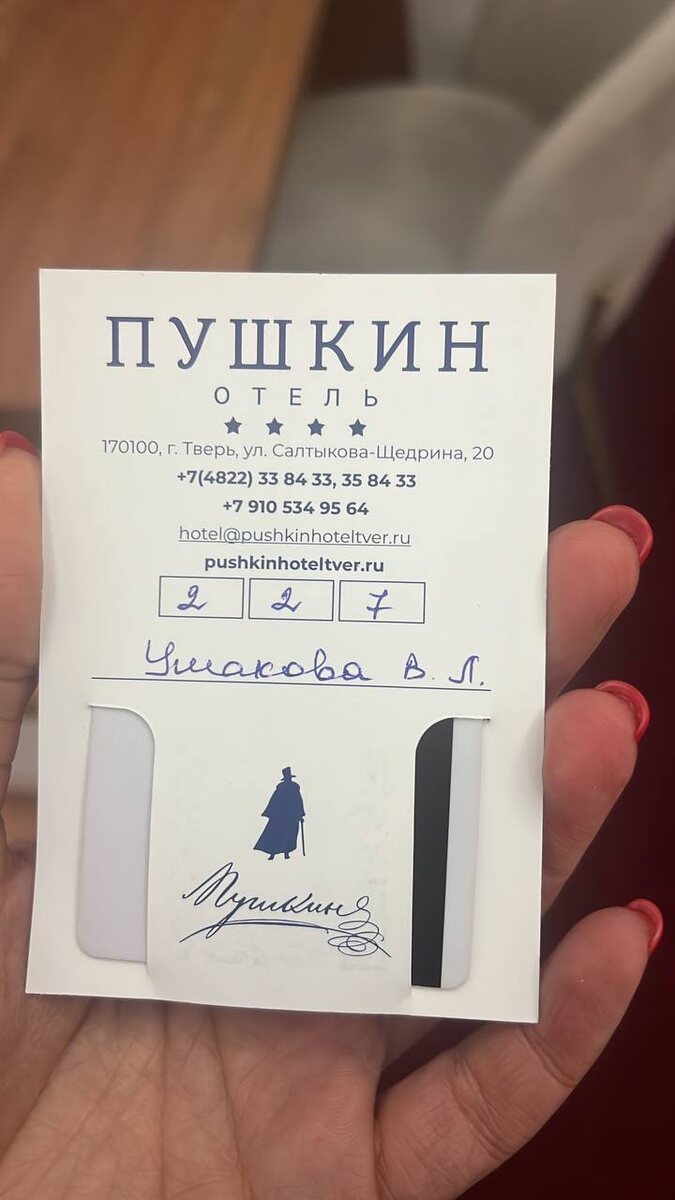 ПУШКИН
ОТЕЛЬ
170100, г. Тверь, ул. Салтыкова-Щедрина, 20
+7(4822) 33 84 33, 35 84 33
+7 910 534 95 64
hotel@pushkinhoteltver.ru
pushkinhoteltver.ru
2 2 7
Ушакова В. Л.
Пушкинъ